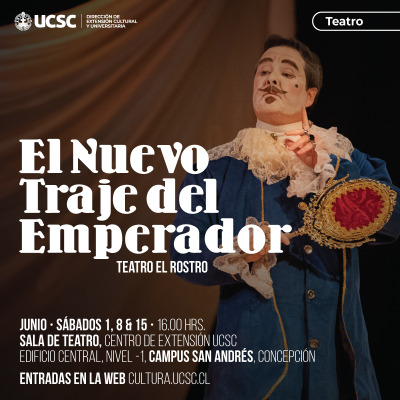 UCSC
DIRECCIÓN DE
EXTENSIÓN CULTURAL
Y UNIVERSITARIA
Teatro
El Nuevo
Traje del
Emperador
TEATRO EL ROSTRO
JUNIO · SÁBADOS 1, 8 & 15 · 16.00 HRS.
SALA DE TEATRO, CENTRO DE EXTENSIÓN UCSC
EDIFICIO CENTRAL, NIVEL -1, CAMPUS SAN ANDRÉS, CONCEPCIÓN
ENTRADAS EN LA WEB CULTURA.UCSC.CL